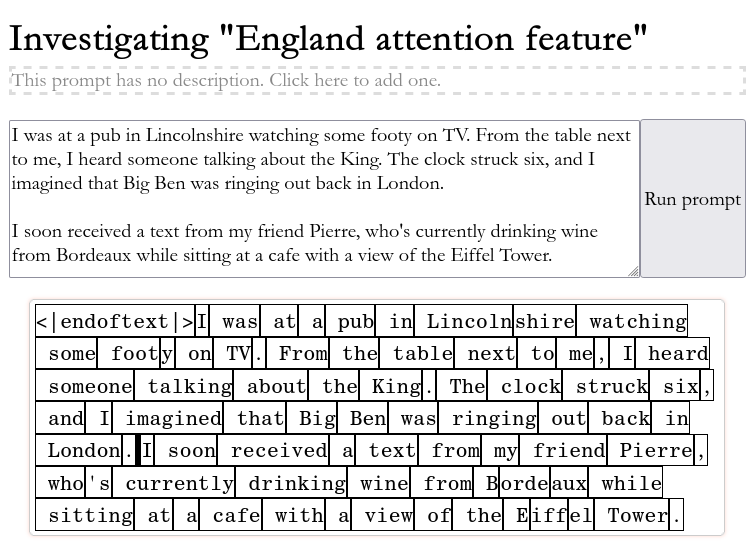 Investigating "England attention feature"
This prompt has no description. Click here to add one.
I was at a pub in Lincolnshire watching some footy on TV. From the table next
to me, I heard someone talking about the King. The clock struck six, and I
imagined that Big Ben was ringing out back in London.
I soon received a text from my friend Pierre, who's currently drinking wine
from Bordeaux while sitting at a cafe with a view of the Eiffel Tower.
Run prompt
<|endoftext|>I was at a pub in Lincolnshire watching
some footy on TV. From the table next to me, I heard
someone talking about the King. The clock struck six,
and I imagined that Big Ben was ringing out back in
London. I soon received a text from my friend Pierre,
who's currently drinking wine from Bordeaux while
sitting at a cafe with a view of the Eiffel Tower.